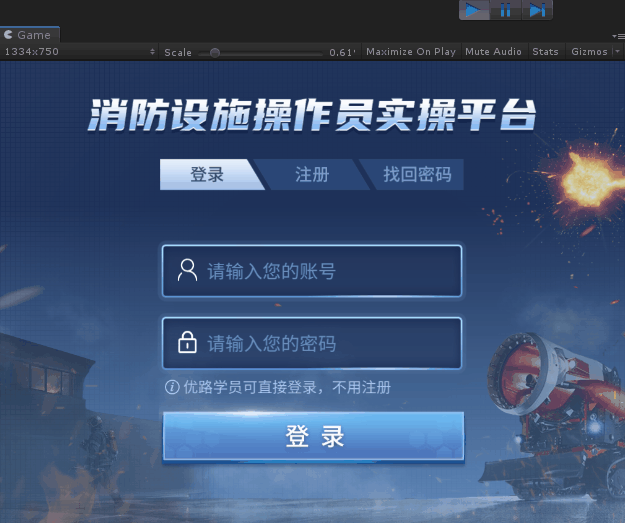 Game
1334x750 Scale 0.61' Maximize On Play Mute Audio Stats Gizmos
消防设施操作员实操平台
登录 注册 找回密码
请输入您的账号
请输入您的密码
优路学员可直接登录，不用注册
登录